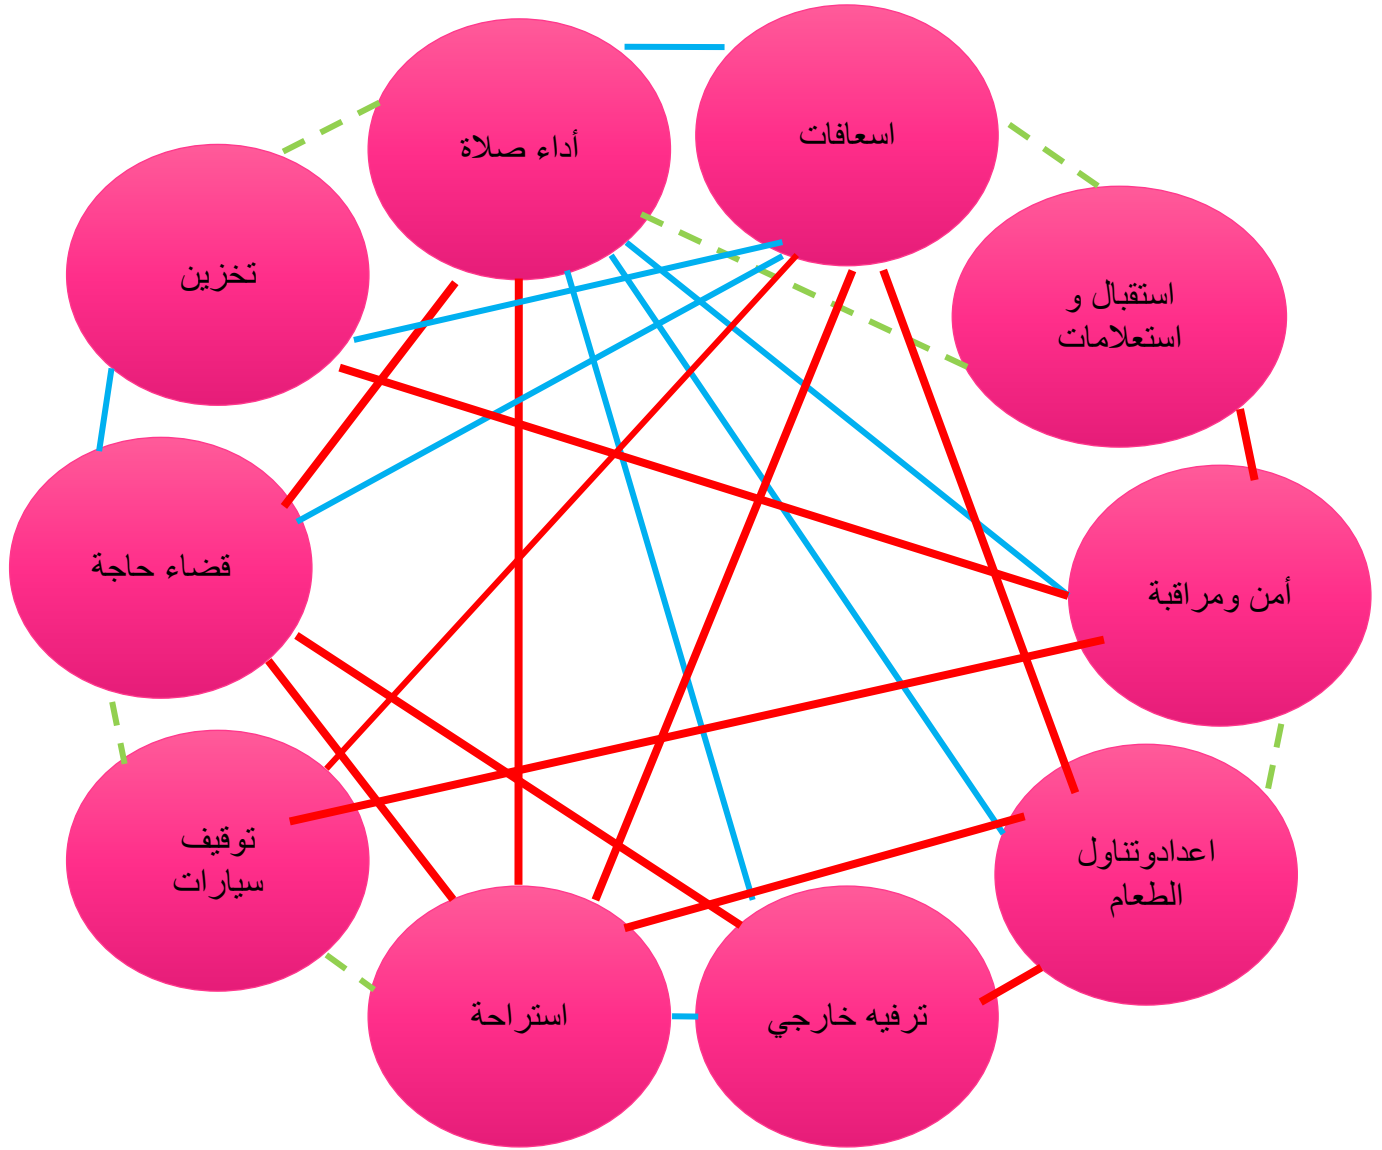 اسعافات
أداء صلاة
استقبال و
استعلامات
تخزين
أمن ومراقبة
قضاء حاجة
اعدادوتناول
الطعام
توقيف
سيارات
ترفيه خارجي
استراحة